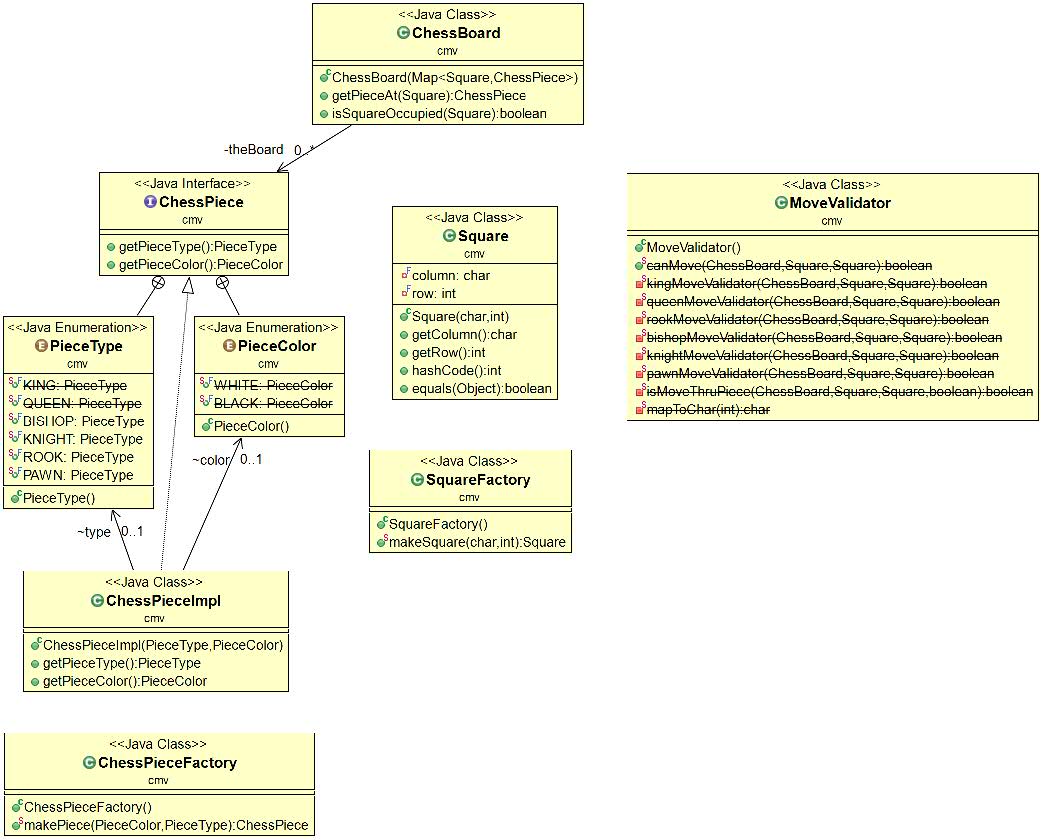 <<Java Class>>
ChessBoard
cmv
ChessBoard(Map<Square,ChessPiece>)
getPieceAt(Square):ChessPiece
isSquareOccupied(Square):boolean
-theBoard 0..*
<<Java Interface>>
ChessPiece
cmv
getPieceType():PieceType
getPieceColor():PieceColor
<<Java Class>>
Square
cmv
column: char
row: int
Square(char,int)
getColumn():char
getRow():int
hashCode():int
equals(Object):boolean
<<Java Class>>
MoveValidator
cmv
MoveValidator()
canMove(ChessBoard,Square,Square):boolean
kingMoveValidator(ChessBoard,Square,Square):boolean
queenMoveValidator(ChessBoard,Square,Square):boolean
rookMoveValidator(ChessBoard,Square,Square):boolean
bishopMoveValidator(ChessBoard,Square,Square):boolean
knightMoveValidator(ChessBoard,Square,Square):boolean
pawnMoveValidator(ChessBoard,Square,Square):boolean
isMoveThruPiece(ChessBoard,Square,Square,boolean):boolean
mapToChar(int):char
<<Java Enumeration>>
PieceType
cmv
KING: PieceType
QUEEN: PieceType
BISHOP: PieceType
KNIGHT: PieceType
ROOK: PieceType
PAWN: PieceType
PieceType()
<<Java Enumeration>>
PieceColor
cmv
WHITE: PieceColor
BLACK: PieceColor
PieceColor()
~color 0..1
~type 0..1
<<Java Class>>
SquareFactory
cmv
SquareFactory()
makeSquare(char,int):Square
<<Java Class>>
ChessPieceImpl
cmv
ChessPieceImpl(PieceType,PieceColor)
getPieceType():PieceType
getPieceColor():PieceColor
<<Java Class>>
ChessPieceFactory
cmv
ChessPieceFactory()
makePiece(PieceColor,PieceType):ChessPiece